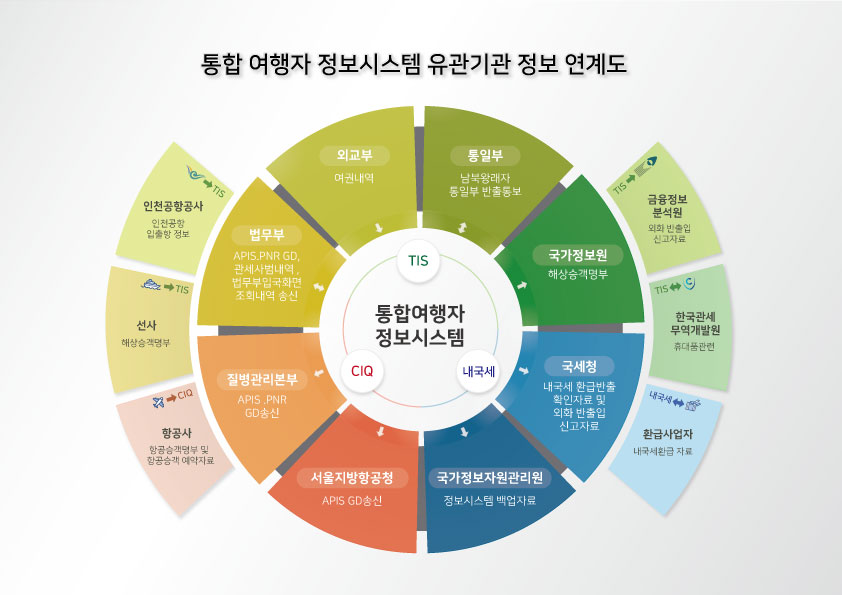 통합 여행자 정보시스템 유관기관 정보 연계도
외교부
여권내역
통일부
남북왕래자
통일부 반출통보
법무부
APIS.PNR GD,
관세사범내역 ,
법무부입국화면
조회내역 송신
국가정보원
해상승객명부
질병관리본부
APIS ,PNR
GD송신
국세청
내국세 환급반출
확인자료 및
외화 반출입
신고자료
서울지방항공청
APIS GD송신
국가정보자원관리원
정보시스템 백업자료
TIS
통합여행자
정보시스템
CIQ
내국세
TIS
인천공항공사
인천공항
입출항 정보
TIS
선사
해상승객명부
CIQ
항공사
항공승객명부 및
항공승객 예약자료
TIS
금융정보
분석원
외화 반출입
신고자료
TIS
한국관세
무역개발원
휴대품관련
내국세
환급사업자
내국세환급 자료